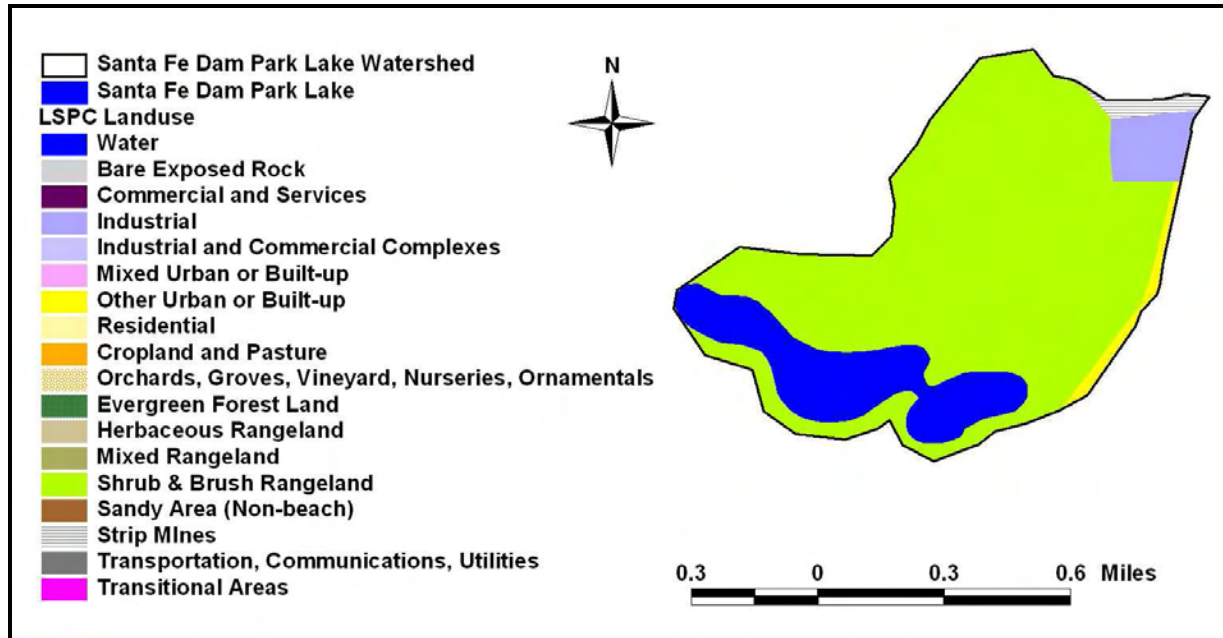 Santa Fe Dam Park Lake Watershed
Santa Fe Dam Park Lake
LSPC Landuse
Water
Bare Exposed Rock
Commercial and Services
Industrial
Industrial and Commercial Complexes
Mixed Urban or Built-up
Other Urban or Built-up
Residential
Cropland and Pasture
Orchards, Groves, Vineyard, Nurseries, Ornamentals
Evergreen Forest Land
Herbaceous Rangeland
Mixed Rangeland
Shrub & Brush Rangeland
Sandy Area (Non-beach)
Strip MInes
Transportation, Communications, Utilities
Transitional Areas
N
0.3 0 0.3 0.6 Miles